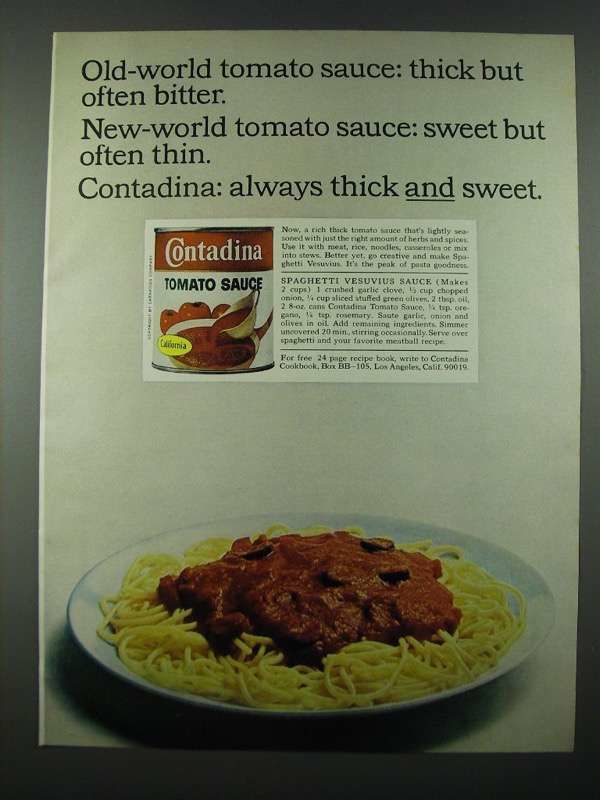 Old-world tomato sauce: thick but
often bitter.
New-world tomato sauce: sweet but
often thin.
Contadina: always thick and sweet.
Contadina
TOMATO SAUCE
California
COPYRIGHT BY CARNATION COMPANY
Now, a rich thick tomato sauce that's lightly sea-
soned with just the right amount of herbs and spices.
Use it with meat, rice, noodles, casseroles or mix
into stews. Better yet, go creative and make Spa-
ghetti Vesuvius. It's the peak of pasta goodness.
SPAGHETTI VESUVIUS SAUCE (Makes
2 cups) 1 crushed garlic clove, ½ cup chopped
onion, ¼ cup sliced stuffed green olives, 2 tbsp. oil,
2 8-oz. cans Contadina Tomato Sauce, ¼ tsp. ore-
gano, ¼ tsp. rosemary. Saute garlic, onion and
olives in oil. Add remaining ingredients. Simmer
uncovered 20 min., stirring occasionally. Serve over
spaghetti and your favorite meatball recipe.
For free 24 page recipe book, write to Contadina
Cookbook, Box BB-105, Los Angeles, Calif. 90019.